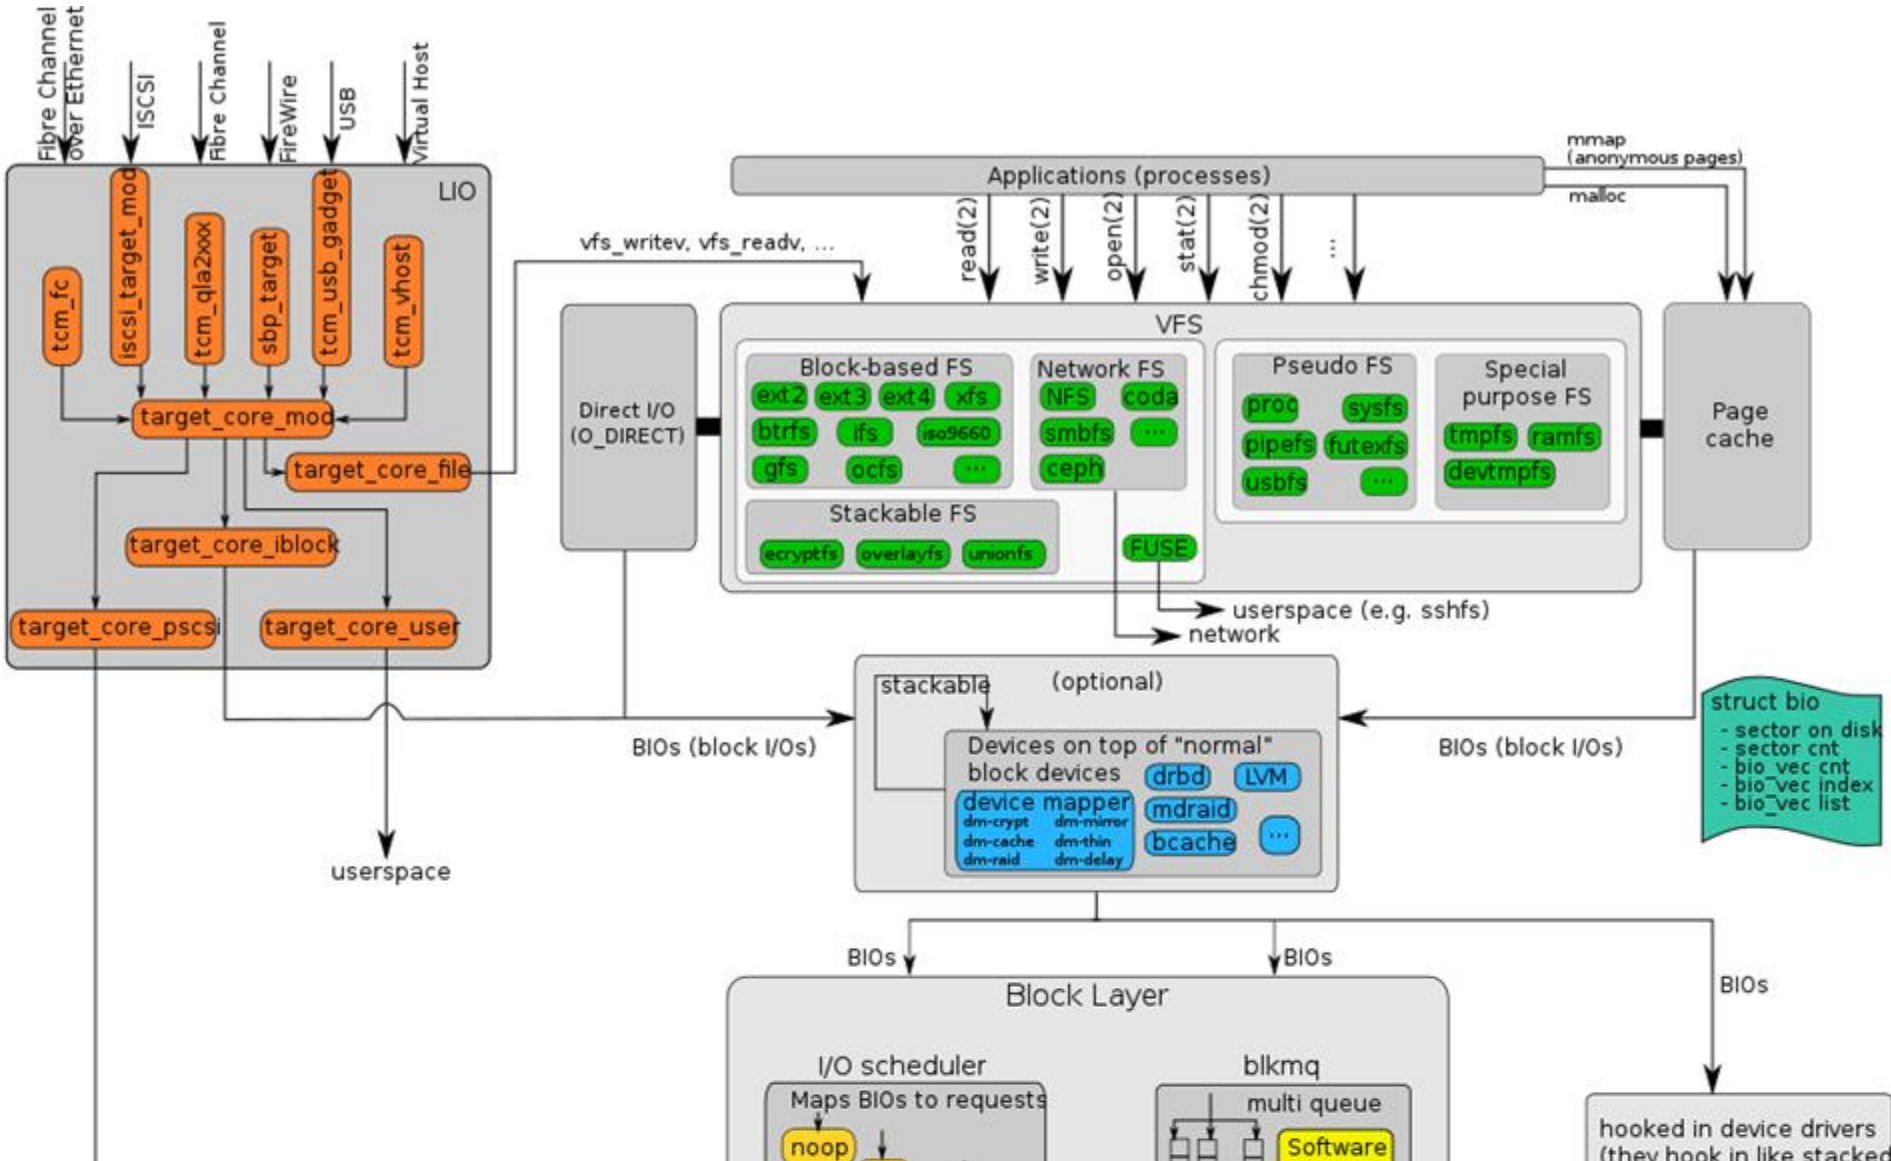 Fibre Channel
over Ethernet
ISCSI
Fibre Channel
FireWire
USB
Virtual Host
LIO
tcm_fc
iscsi_target_mod
tcm_qla2xxx
sbp_target
tcm_usb_gadget
tcm_vhost
target_core_mod
target_core_file
target_core_iblock
target_core_pscsi
target_core_user
userspace
vfs_writev, vfs_readv, ...
Applications (processes)
mmap
(anonymous pages)
malloc
read(2)
write(2)
open(2)
stat(2)
chmod(2)
...
Direct I/O
(O_DIRECT)
VFS
Block-based FS
ext2 ext3 ext4 xfs
btrfs ifs iso9660
gfs ocfs ...
Network FS
NFS coda
smbfs ...
ceph
Pseudo FS
proc sysfs
pipefs futexfs
usbfs ...
Special
purpose FS
tmpfs ramfs
devtmpfs
Stackable FS
ecryptfs overlayfs unionfs
FUSE
userspace (e.g. sshfs)
network
Page
cache
stackable
(optional)
BIOs (block I/Os)
BIOs (block I/Os)
Devices on top of "normal"
block devices
drbd LVM
device mapper
dm-crypt dm-mirror
dm-cache dm-thin
dm-raid dm-delay
mdraid
bcache
...
struct bio
- sector on disk
- sector cnt
- bio_vec cnt
- bio_vec index
- bio_vec list
BIOs
BIOs
BIOs
Block Layer
I/O scheduler
Maps BIOs to requests
noop
blkmq
multi queue
Software
hooked in device drivers
(they hook in like stacked